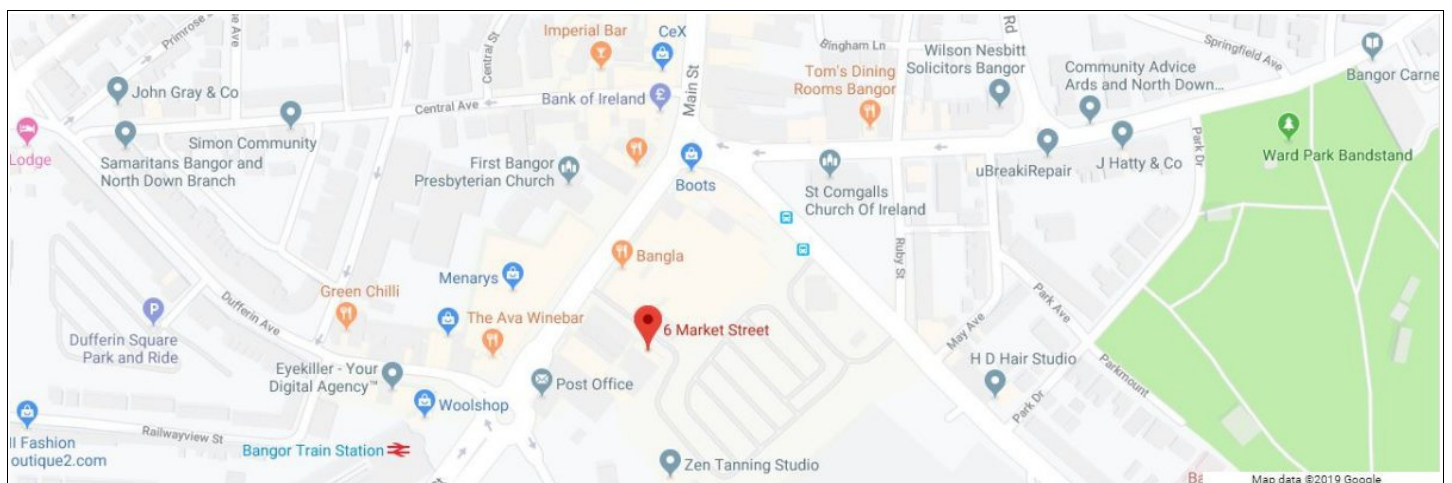 Primrose
e Ave
Central St
Imperial Bar
CeX
Main St
Rd
Bingham Ln
Wilson Nesbitt
Solicitors Bangor
Springfield Ave
Community Advice
Ards and North Down...
Bangor Carne
John Gray & Co
Bank of Ireland
£
Tom's Dining
Rooms Bangor
Central Ave
Lodge
Simon Community
Samaritans Bangor and
North Down Branch
First Bangor
Presbyterian Church
Boots
St Comgalls
Church Of Ireland
uBreakiRepair
J Hatty & Co
Park Dr
Ward Park Bandstand
Ruby St
Bangla
Menarys
Green Chilli
Dufferin Ave
The Ava Winebar
P
Dufferin Square
Park and Ride
6 Market Street
May Ave
Park Ave
H D Hair Studio
Parkmount
Park Dr
Eyekiller - Your
Digital Agency™
Post Office
Woolshop
Railwayview St
ll Fashion
outique2.com
Bangor Train Station
Zen Tanning Studio
Ba
Map data ©2019 Google